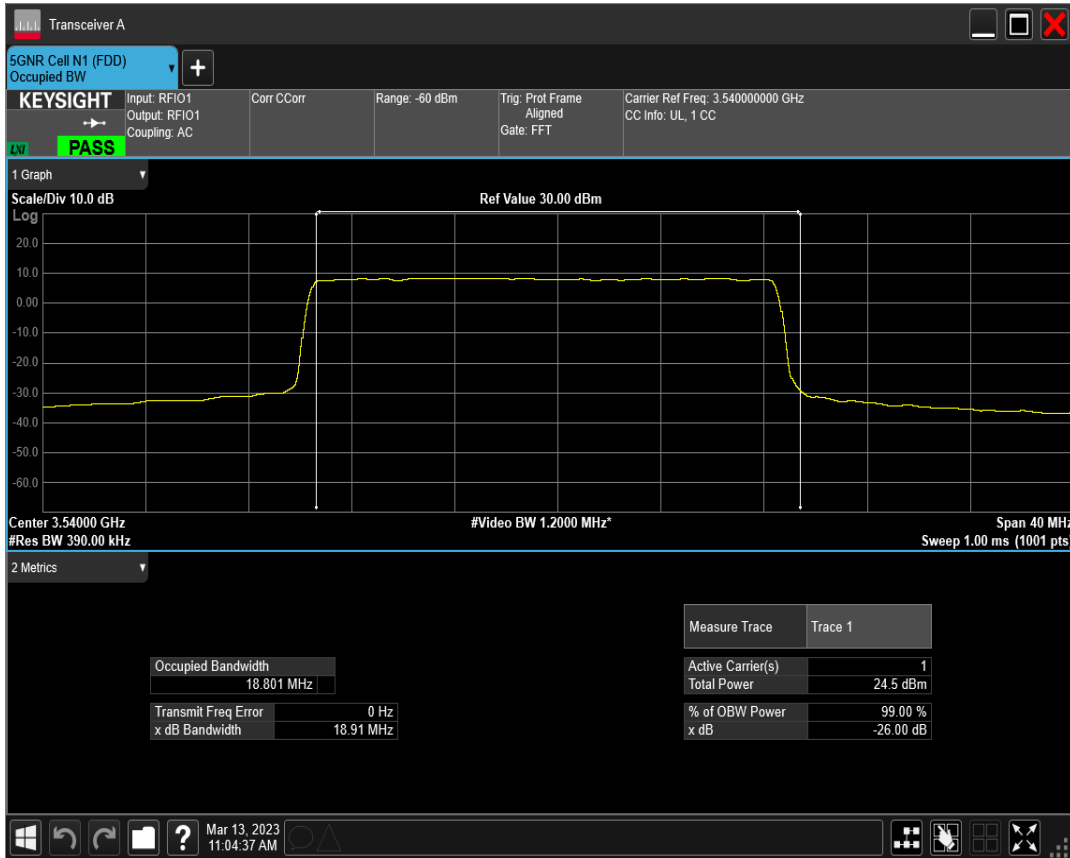 Transceiver A
5GNR Cell N1 (FDD)
Occupied BW
+
KEYSIGHT
LXI
PASS
Input: RFIO1
Output: RFIO1
Coupling: AC
Corr CCorr
Range: -60 dBm
Trig: Prot Frame
Aligned
Gate: FFT
Carrier Ref Freq: 3.540000000 GHz
CC Info: UL, 1 CC
1 Graph
Scale/Div 10.0 dB
Ref Value 30.00 dBm
Log
20.0
10.0
0.00
-10.0
-20.0
-30.0
-40.0
-50.0
-60.0
Center 3.54000 GHz
#Video BW 1.2000 MHz*
Span 40 MHz
#Res BW 390.00 kHz
Sweep 1.00 ms (1001 pts)
2 Metrics
Measure Trace Trace 1
Occupied Bandwidth
18.801 MHz
Active Carrier(s) 1
Total Power 24.5 dBm
Transmit Freq Error 0 Hz
x dB Bandwidth 18.91 MHz
% of OBW Power 99.00 %
x dB -26.00 dB
?
Mar 13, 2023
11:04:37 AM